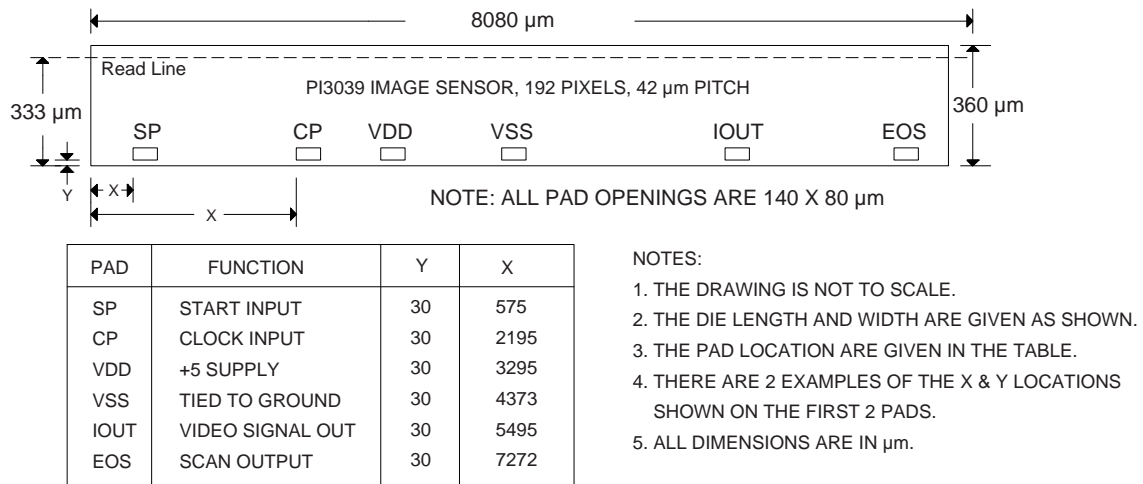 8080 µm
Read Line
PI3039 IMAGE SENSOR, 192 PIXELS, 42 µm PITCH
333 µm
360 µm
SP CP VDD VSS IOUT EOS
Y
X
X
NOTE: ALL PAD OPENINGS ARE 140 X 80 µm
PAD FUNCTION Y X
SP START INPUT 30 575
CP CLOCK INPUT 30 2195
VDD +5 SUPPLY 30 3295
VSS TIED TO GROUND 30 4373
IOUT VIDEO SIGNAL OUT 30 5495
EOS SCAN OUTPUT 30 7272
NOTES:
1. THE DRAWING IS NOT TO SCALE.
2. THE DIE LENGTH AND WIDTH ARE GIVEN AS SHOWN.
3. THE PAD LOCATION ARE GIVEN IN THE TABLE.
4. THERE ARE 2 EXAMPLES OF THE X & Y LOCATIONS
SHOWN ON THE FIRST 2 PADS.
5. ALL DIMENSIONS ARE IN µm.